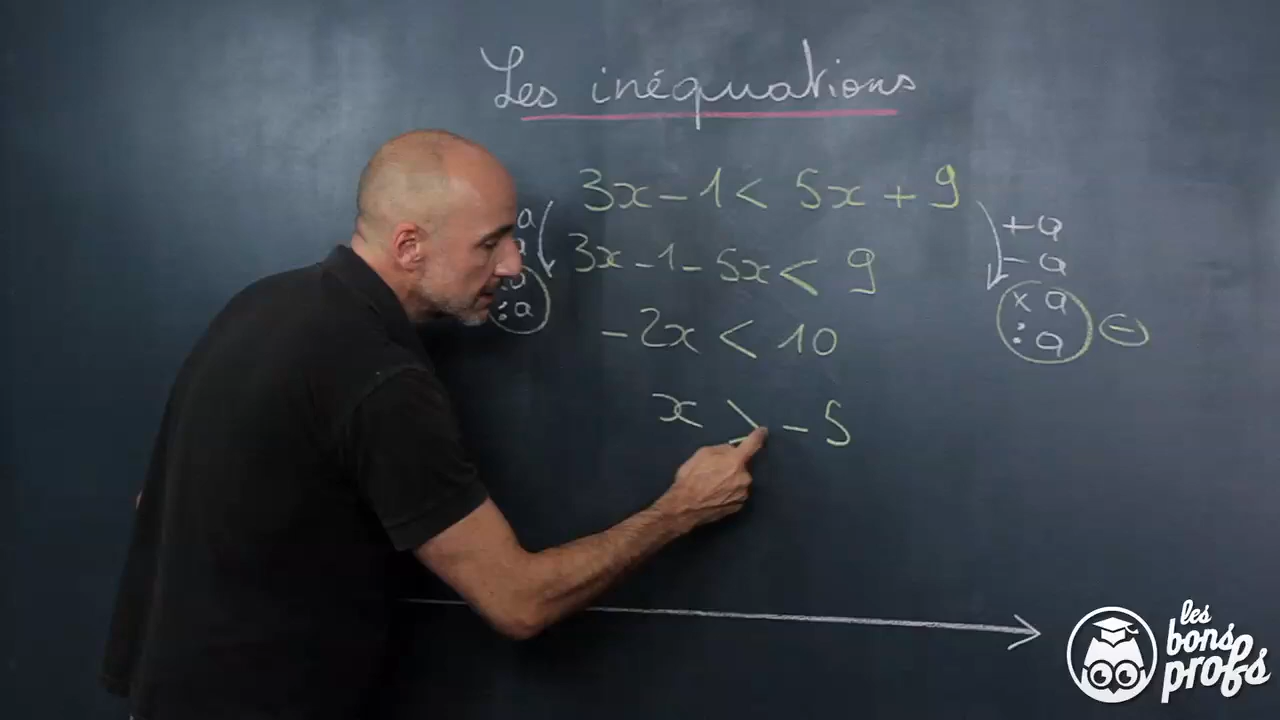 Les inéquations
3x - 1 < 5x + 9
a
+ a
3x - 1 - 5x < 9
- a
: a
x a
: a
-
- 2x < 10
x > - 5
les
bons
profs